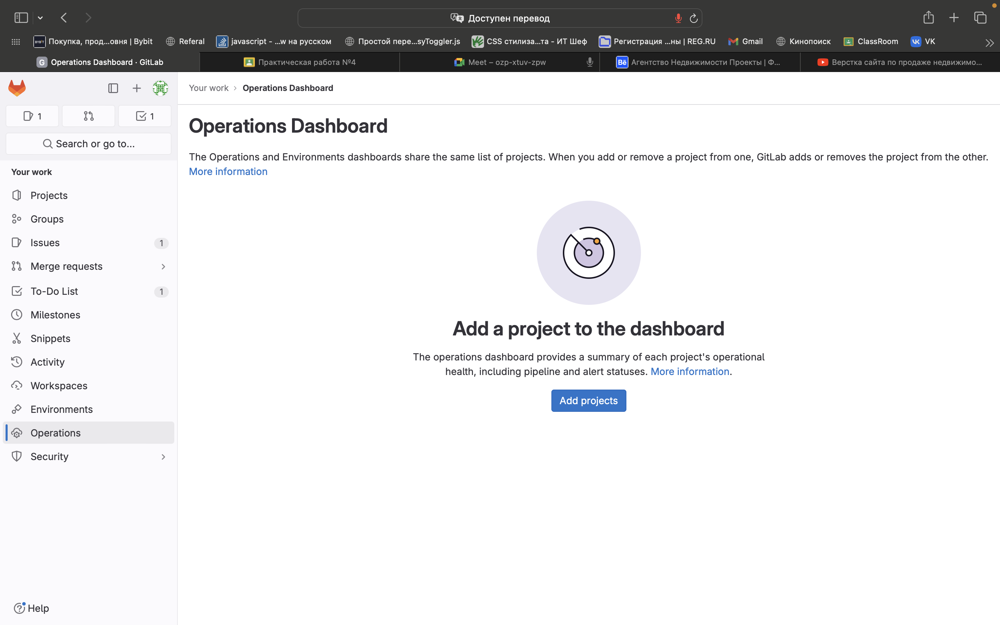 Доступен перевод
Покупка, прод...овня | Bybit
Referal
javascript - ...w на русском
Простой пере...syToggler.js
CSS стилиза...та - ИТ Шеф
Регистрация ...ны | REG.RU
Gmail
Кинопоиск
ClassRoom
VK
G Operations Dashboard · GitLab
Практическая работа №4
Meet – ozp-xtuv-zpw
Bē Агентство Недвижимости Проекты | Ф...
Верстка сайта по продаже недвижимо...
1
1
Search or go to...
Your work
Projects
Groups
Issues 1
Merge requests
To-Do List 1
Milestones
Snippets
Activity
Workspaces
Environments
Operations
Security
Help
Your work > Operations Dashboard
Operations Dashboard
The Operations and Environments dashboards share the same list of projects. When you add or remove a project from one, GitLab adds or removes the project from the other.
More information
Add a project to the dashboard
The operations dashboard provides a summary of each project's operational
health, including pipeline and alert statuses. More information.
Add projects